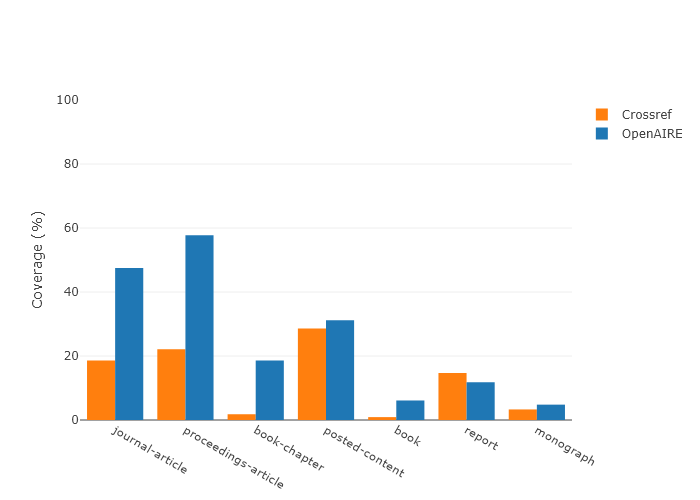 Crossref
OpenAIRE
Coverage (%)
100
80
60
40
20
0
journal-article
proceedings-article
book-chapter
posted-content
book
report
monograph